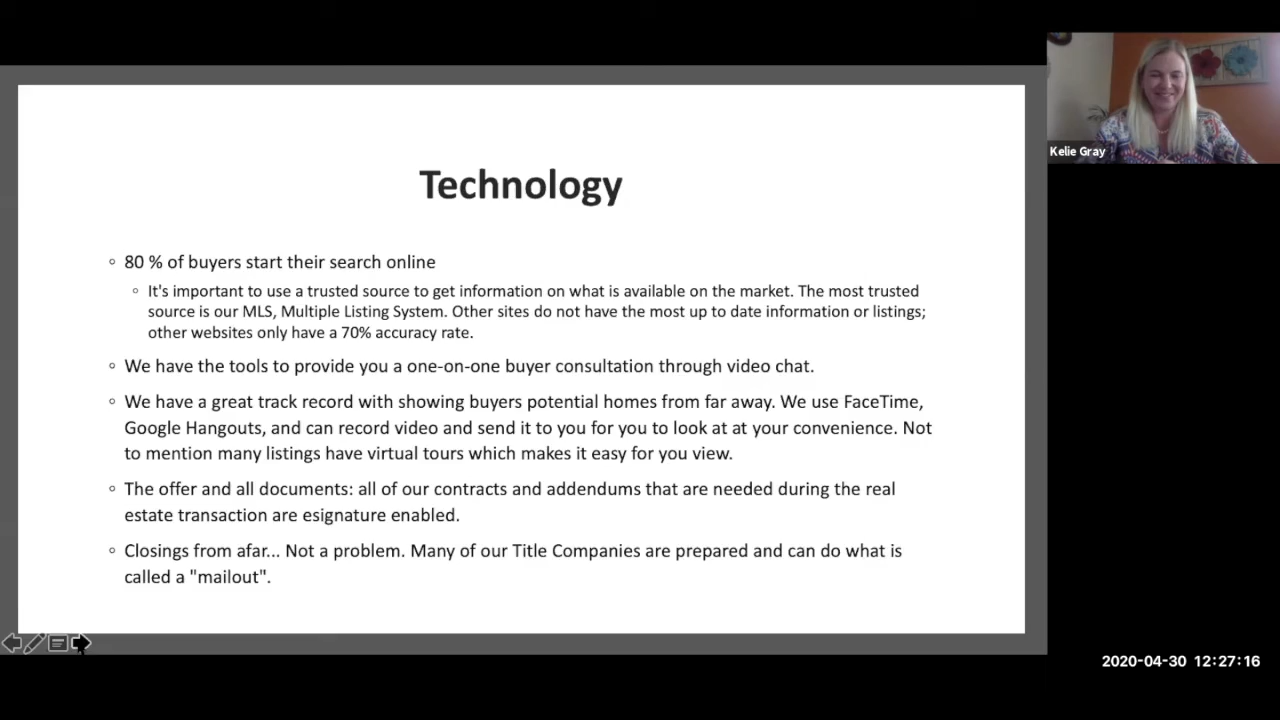 Technology
80 % of buyers start their search online
It's important to use a trusted source to get information on what is available on the market. The most trusted
source is our MLS, Multiple Listing System. Other sites do not have the most up to date information or listings;
other websites only have a 70% accuracy rate.
We have the tools to provide you a one-on-one buyer consultation through video chat.
We have a great track record with showing buyers potential homes from far away. We use FaceTime,
Google Hangouts, and can record video and send it to you for you to look at at your convenience. Not
to mention many listings have virtual tours which makes it easy for you view.
The offer and all documents: all of our contracts and addendums that are needed during the real
estate transaction are esignature enabled.
Closings from afar... Not a problem. Many of our Title Companies are prepared and can do what is
called a "mailout".
Kelie Gray
2020-04-30 12:27:16